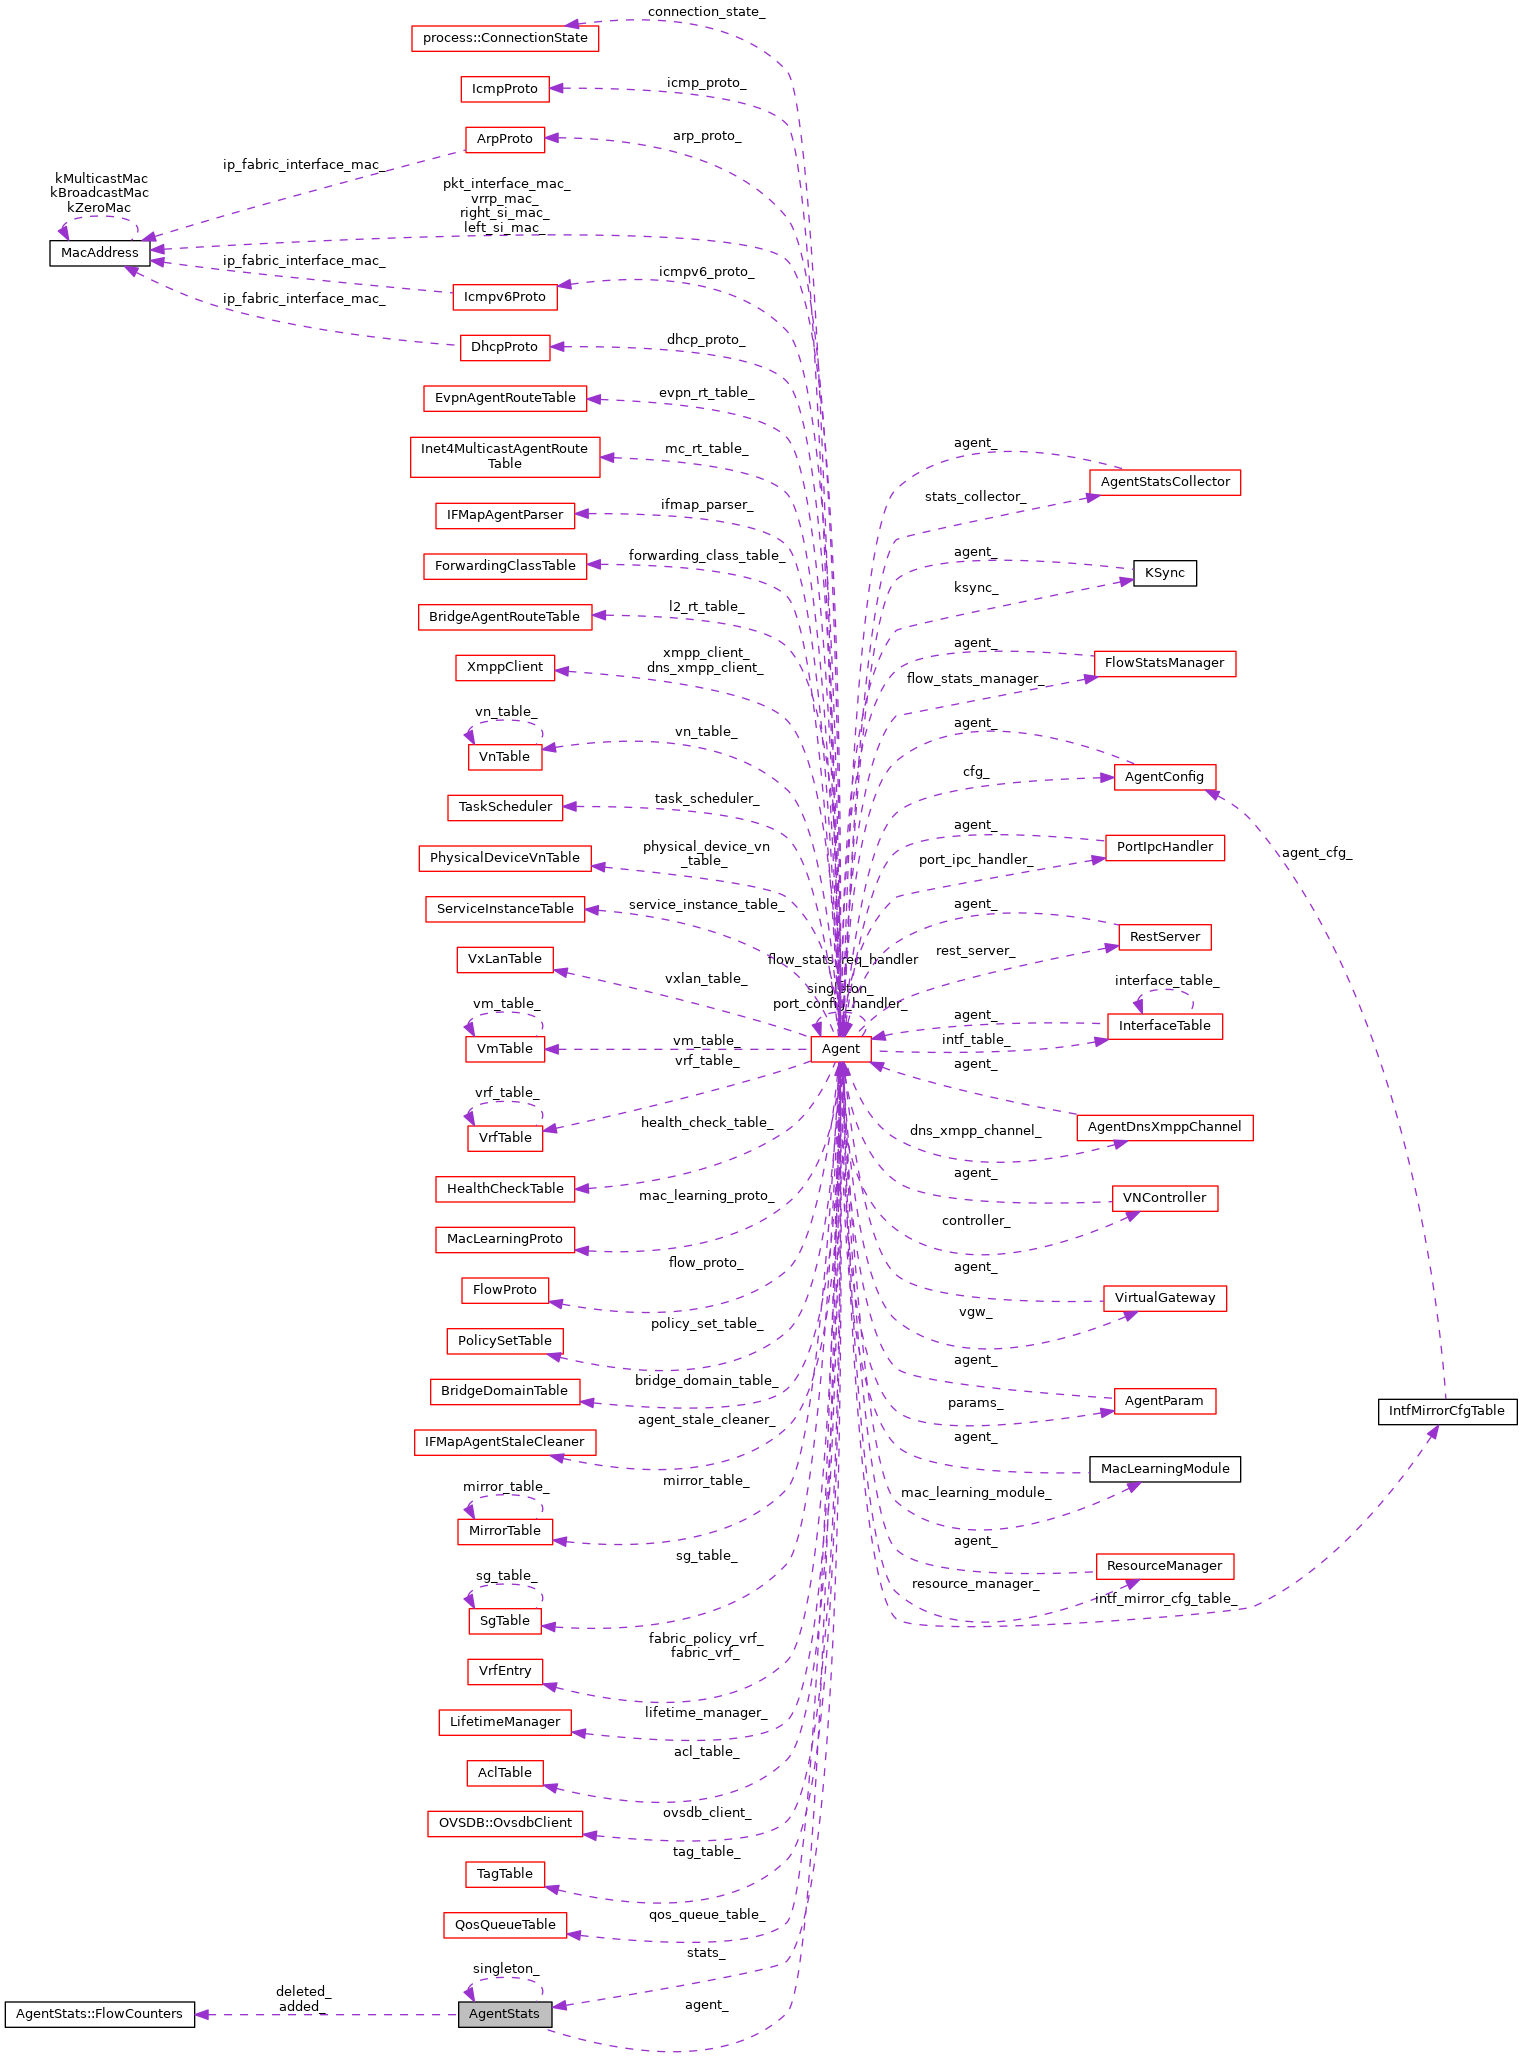 connection_state_
process::ConnectionState
icmp_proto_
IcmpProto
arp_proto_
ArpProto
ip_fabric_interface_mac_
kMulticastMac
kBroadcastMac
kZeroMac
MacAddress
pkt_interface_mac_
vrrp_mac_
right_si_mac_
left_si_mac_
ip_fabric_interface_mac_
icmpv6_proto_
Icmpv6Proto
ip_fabric_interface_mac_
dhcp_proto_
DhcpProto
evpn_rt_table_
EvpnAgentRouteTable
mc_rt_table_
Inet4MulticastAgentRoute
Table
ifmap_parser_
IFMapAgentParser
forwarding_class_table_
ForwardingClassTable
l2_rt_table_
BridgeAgentRouteTable
xmpp_client_
dns_xmpp_client_
XmppClient
vn_table_
VnTable
vn_table_
task_scheduler_
TaskScheduler
physical_device_vn
_table_
PhysicalDeviceVnTable
service_instance_table_
ServiceInstanceTable
vxlan_table_
VxLanTable
vm_table_
VmTable
vm_table_
vrf_table_
vrf_table_
VrfTable
health_check_table_
HealthCheckTable
mac_learning_proto_
MacLearningProto
flow_proto_
FlowProto
policy_set_table_
PolicySetTable
bridge_domain_table_
BridgeDomainTable
agent_stale_cleaner_
IFMapAgentStaleCleaner
mirror_table_
mirror_table_
MirrorTable
sg_table_
sg_table_
SgTable
fabric_policy_vrf_
fabric_vrf_
VrfEntry
lifetime_manager_
LifetimeManager
acl_table_
AclTable
ovsdb_client_
OVSDB::OvsdbClient
tag_table_
TagTable
qos_queue_table_
QosQueueTable
stats_
singleton_
AgentStats
agent_
deleted_
added_
AgentStats::FlowCounters
flow_stats_req_handler
_
singleton_
port_config_handler_
Agent
agent_
AgentStatsCollector
stats_collector_
agent_
KSync
ksync_
agent_
FlowStatsManager
flow_stats_manager_
agent_
AgentConfig
cfg_
agent_
PortIpcHandler
port_ipc_handler_
agent_
RestServer
rest_server_
interface_table_
agent_
InterfaceTable
intf_table_
agent_
AgentDnsXmppChannel
dns_xmpp_channel_
agent_
VNController
controller_
agent_
VirtualGateway
vgw_
agent_
AgentParam
params_
agent_
MacLearningModule
mac_learning_module_
agent_
ResourceManager
resource_manager_
intf_mirror_cfg_table_
agent_cfg_
IntfMirrorCfgTable